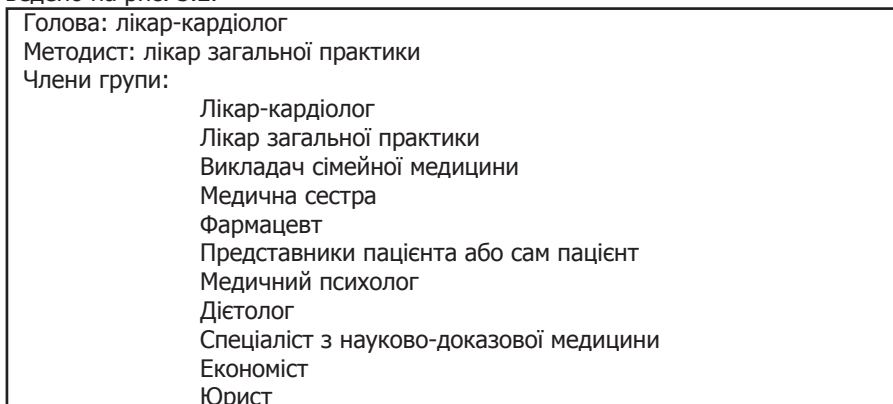 Голова: лікар-кардіолог
Методист: лікар загальної практики
Члени групи:
Лікар-кардіолог
Лікар загальної практики
Викладач сімейної медицини
Медична сестра
Фармацевт
Представники пацієнта або сам пацієнт
Медичний психолог
Дієтолог
Спеціаліст з науково-доказової медицини
Економіст
Юрист